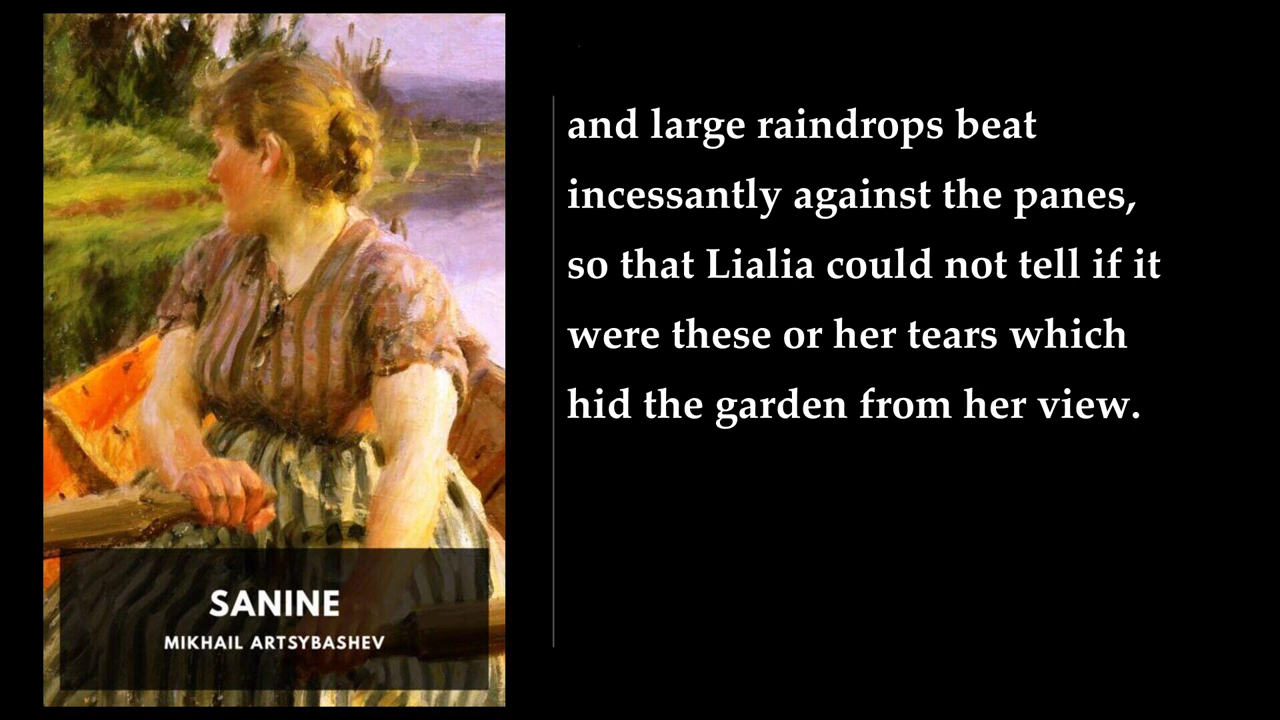 SANINE
MIKHAIL ARTSYBASHEV
and large raindrops beat
incessantly against the panes,
so that Lialia could not tell if it
were these or her tears which
hid the garden from her view.